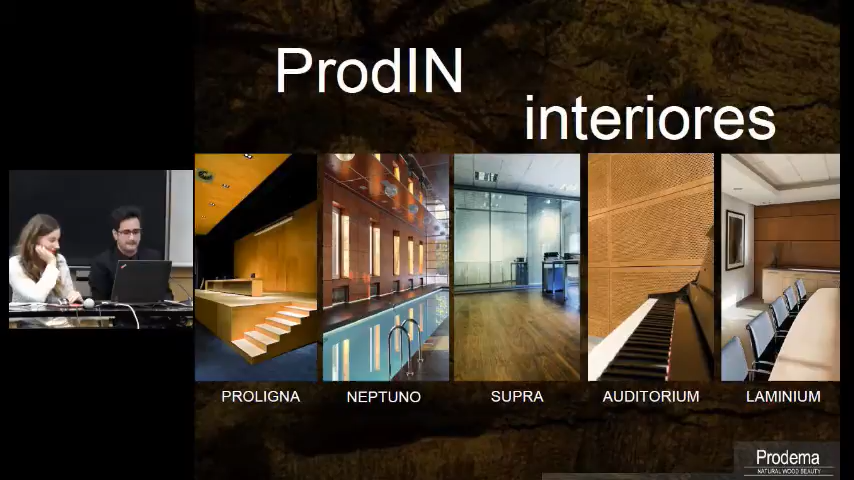 ProdIN
interiores
PROLIGNA
NEPTUNO
SUPRA
AUDITORIUM
LAMINIUM
Prodema
NATURAL WOOD BEAUTY